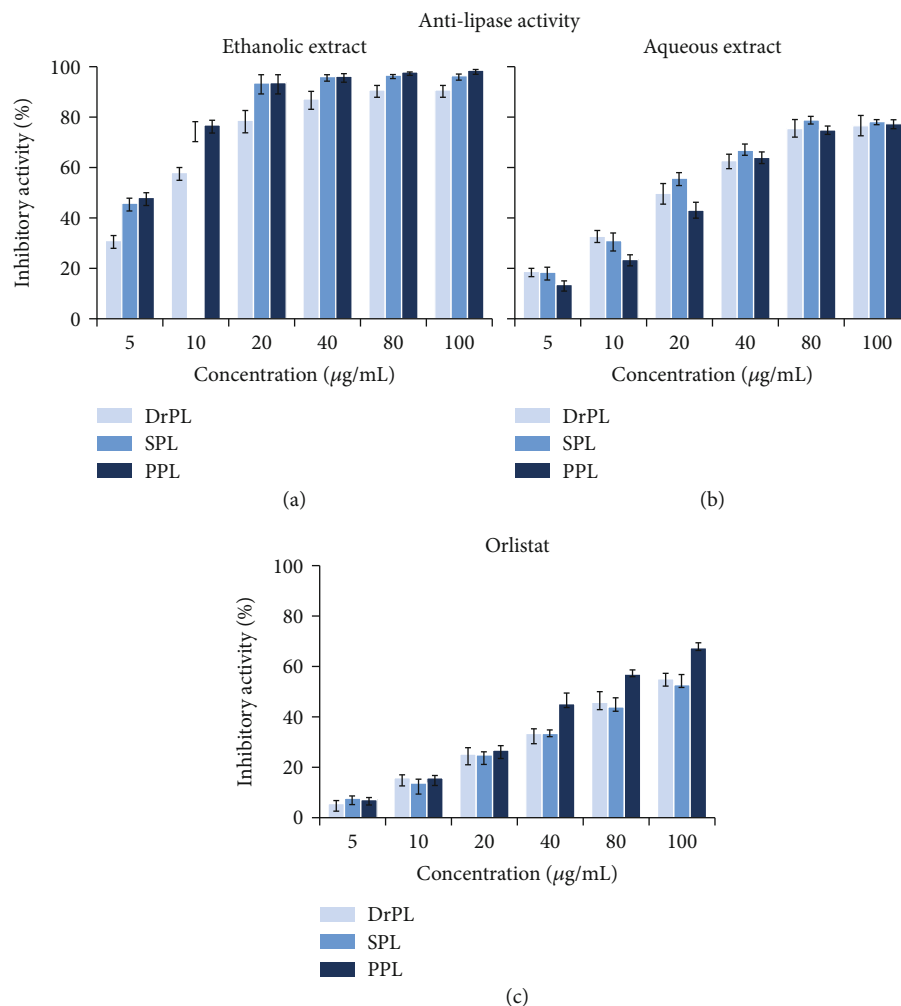 Anti-lipase activity
Ethanolic extract
Inhibitory activity (%)
100
80
60
40
20
0
5 10 20 40 80 100
Concentration (μg/mL)
DrPL
SPL
PPL
(a)
Aqueous extract
Inhibitory activity (%)
100
80
60
40
20
0
5 10 20 40 80 100
Concentration (μg/mL)
DrPL
SPL
PPL
(b)
Orlistat
Inhibitory activity (%)
100
80
60
40
20
0
5 10 20 40 80 100
Concentration (μg/mL)
DrPL
SPL
PPL
(c)